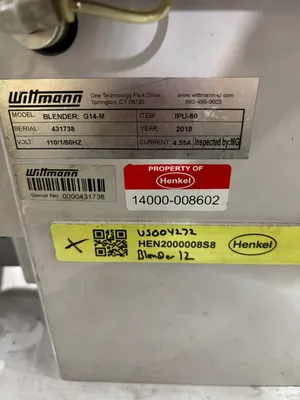 Wittmann
One Technology Park Drive
Torrington, CT 06790
www.wittmann-ct.com
860-496-9603
MODEL: BLENDER: G14-M ITEM: IPU-80
SERIAL: 431738 YEAR: 2018
VOLT: 110/1/60HZ CURRENT: 4.55A Inspected by:MG
Wittmann
Serial No: 0000431738
PROPERTY OF
Henkel
14000-008602
X
US004272
HEN2000008S8
Blender 12
Henkel